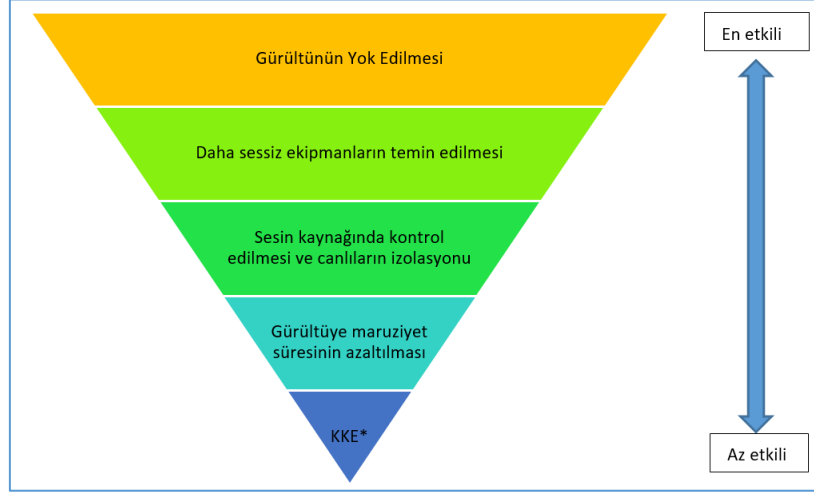 En etkili
Gürültünün Yok Edilmesi
Daha sessiz ekipmanların temin edilmesi
Sesin kaynağında kontrol
edilmesi ve canlıların izolasyonu
Gürültüye maruziyet
süresinin azaltılması
KKE*
Az etkili